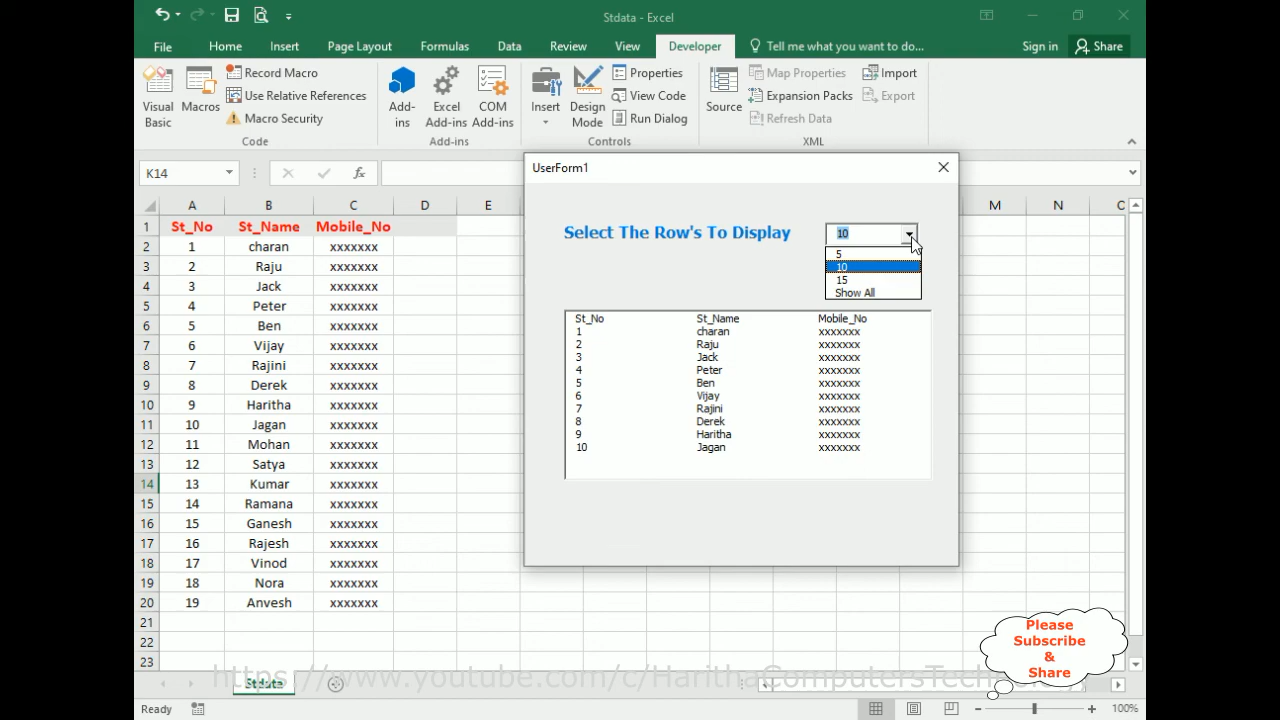 Stdata - Excel
File Home Insert Page Layout Formulas Data Review View Developer Tell me what you want to do... Sign in Share
Visual Basic
Macros
Record Macro
Use Relative References
Macro Security
Code
Add-ins
Excel Add-ins
COM Add-ins
Add-ins
Insert
Design Mode
Properties
View Code
Run Dialog
Controls
Source
Map Properties
Expansion Packs
Refresh Data
Import
Export
XML
K14
fx
A B C D E M N O
1 St_No St_Name Mobile_No
2 1 charan xxxxxxx
3 2 Raju xxxxxxx
4 3 Jack xxxxxxx
5 4 Peter xxxxxxx
6 5 Ben xxxxxxx
7 6 Vijay xxxxxxx
8 7 Rajini xxxxxxx
9 8 Derek xxxxxxx
10 9 Haritha xxxxxxx
11 10 Jagan xxxxxxx
12 11 Mohan xxxxxxx
13 12 Satya xxxxxxx
14 13 Kumar xxxxxxx
15 14 Ramana xxxxxxx
16 15 Ganesh xxxxxxx
17 16 Rajesh xxxxxxx
18 17 Vinod xxxxxxx
19 18 Nora xxxxxxx
20 19 Anvesh xxxxxxx
21
22
23
UserForm1
Select The Row's To Display 10
5
10
15
Show All
St_No St_Name Mobile_No
1 charan xxxxxxx
2 Raju xxxxxxx
3 Jack xxxxxxx
4 Peter xxxxxxx
5 Ben xxxxxxx
6 Vijay xxxxxxx
7 Rajini xxxxxxx
8 Derek xxxxxxx
9 Haritha xxxxxxx
10 Jagan xxxxxxx
Please
Subscribe
&
Share
Stdata
Ready
100%